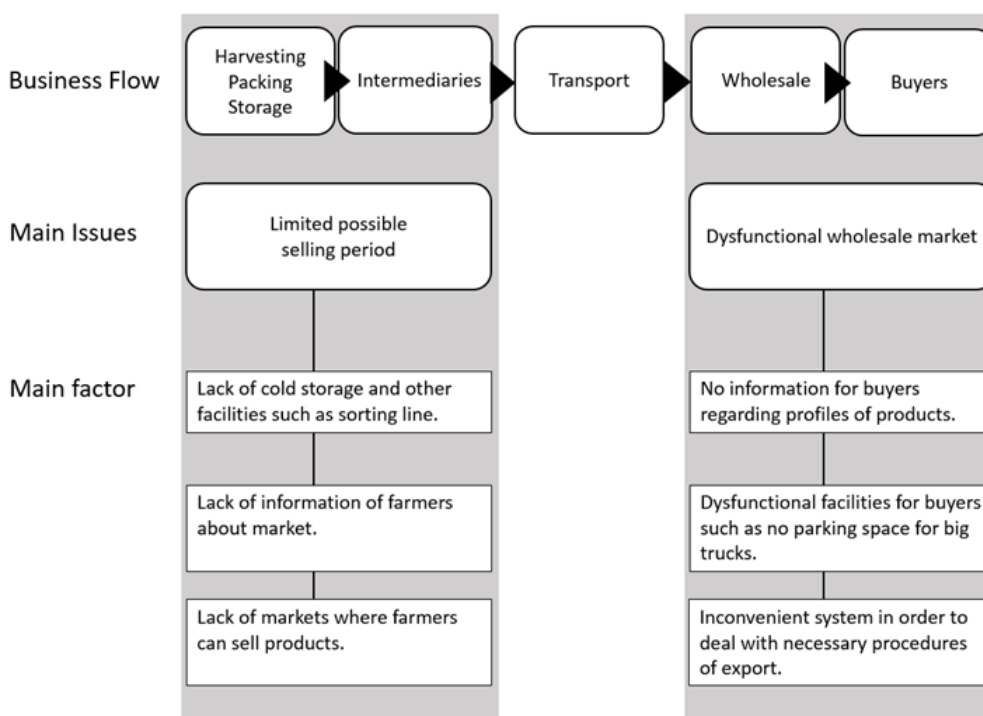 Business Flow
Harvesting
Packing
Storage
Intermediaries
Transport
Wholesale
Buyers
Main Issues
Limited possible
selling period
Dysfunctional wholesale market
Main factor
Lack of cold storage and other
facilities such as sorting line.
No information for buyers
regarding profiles of products.
Lack of information of farmers
about market.
Dysfunctional facilities for buyers
such as no parking space for big
trucks.
Lack of markets where farmers
can sell products.
Inconvenient system in order to
deal with necessary procedures
of export.